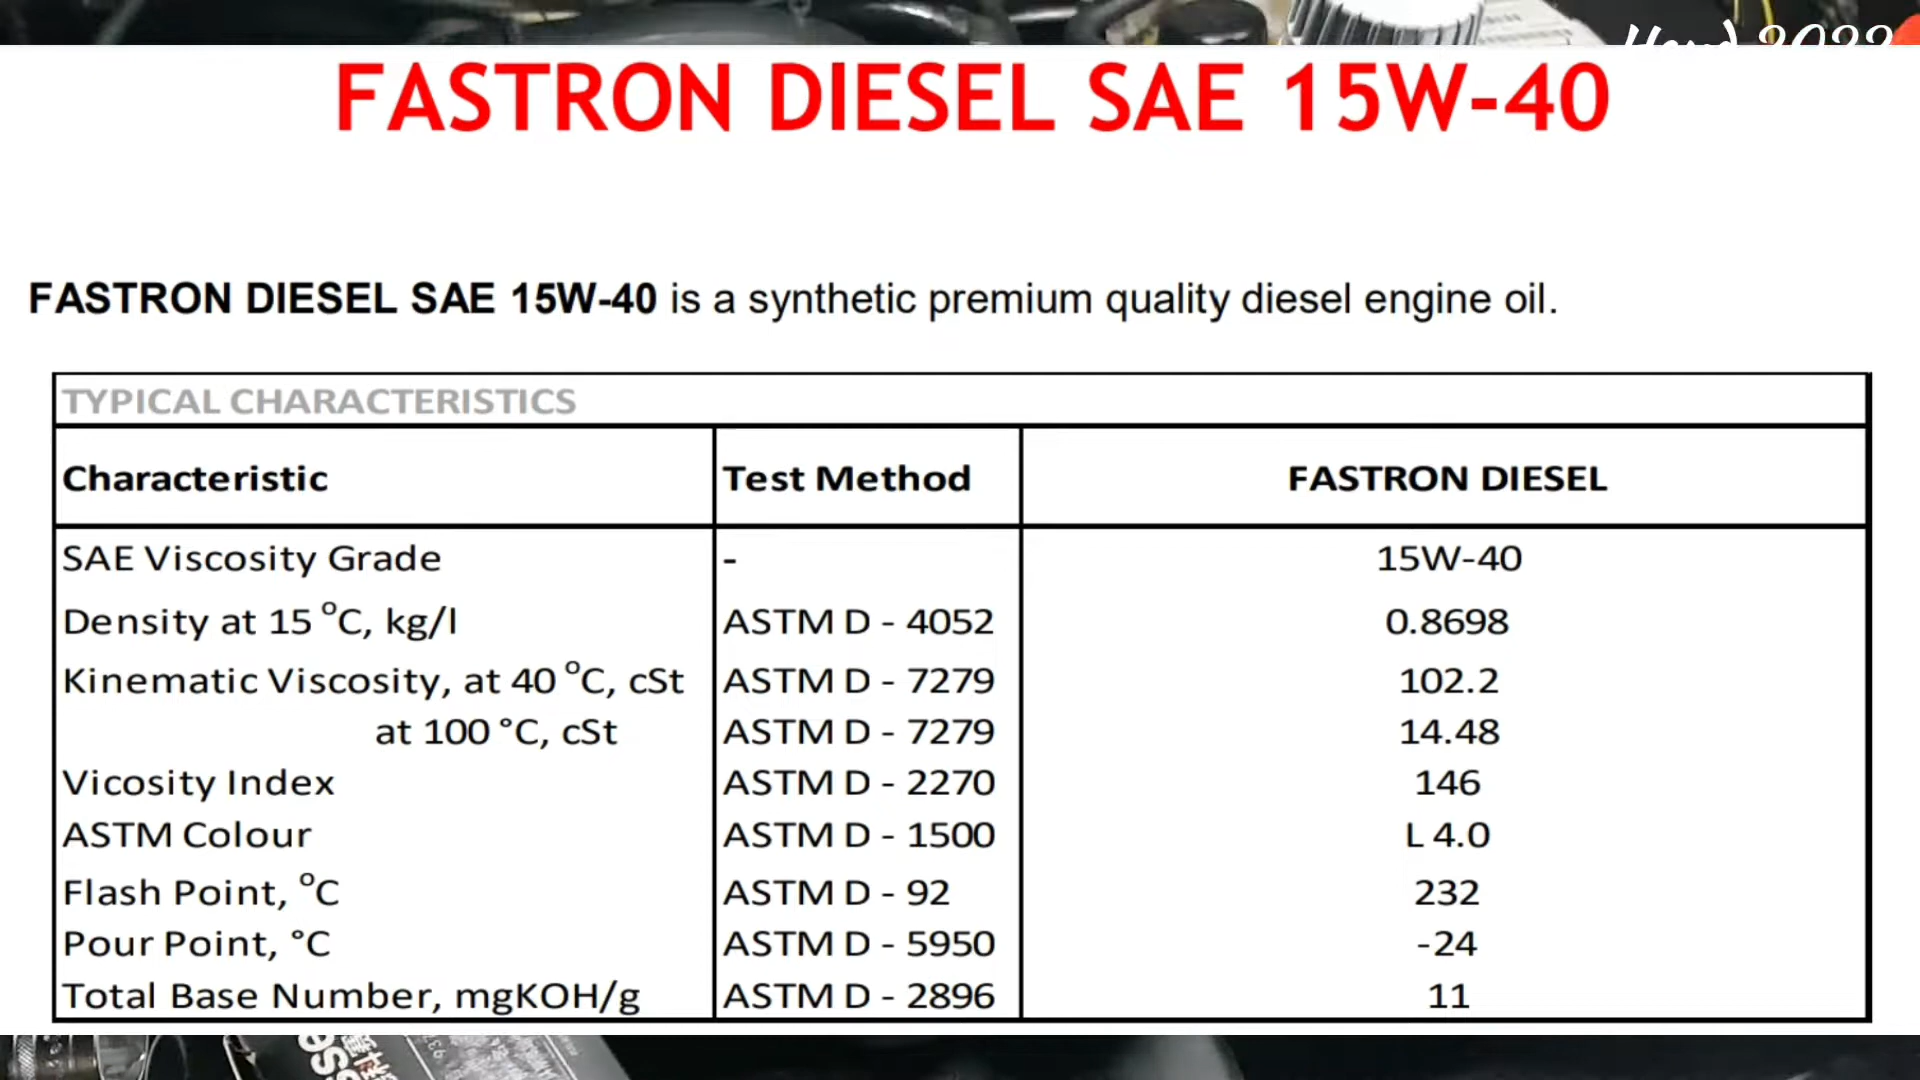 2022
FASTRON DIESEL SAE 15W-40
FASTRON DIESEL SAE 15W-40 is a synthetic premium quality diesel engine oil.
TYPICAL CHARACTERISTICS
Characteristic Test Method FASTRON DIESEL
SAE Viscosity Grade - 15W-40
Density at 15 °C, kg/l ASTM D - 4052 0.8698
Kinematic Viscosity, at 40 °C, cSt ASTM D - 7279 102.2
at 100 °C, cSt ASTM D - 7279 14.48
Vicosity Index ASTM D - 2270 146
ASTM Colour ASTM D - 1500 L 4.0
Flash Point, °C ASTM D - 92 232
Pour Point, °C ASTM D - 5950 -24
Total Base Number, mgKOH/g ASTM D - 2896 11